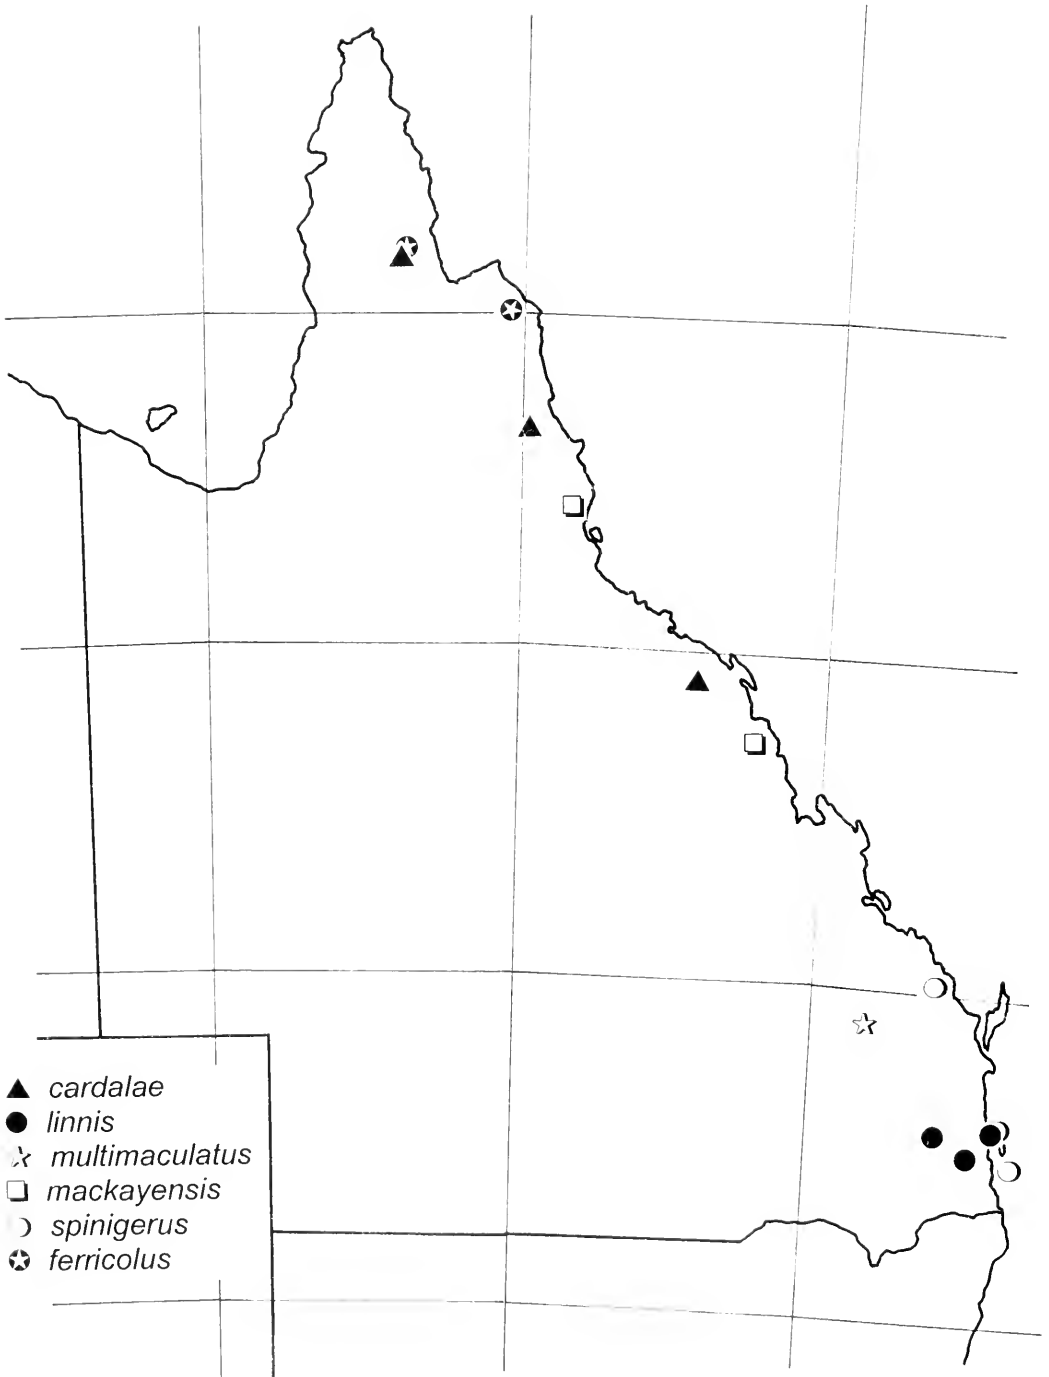 cardalae
linnis
multimaculatus
mackayensis
spinigerus
ferricolus